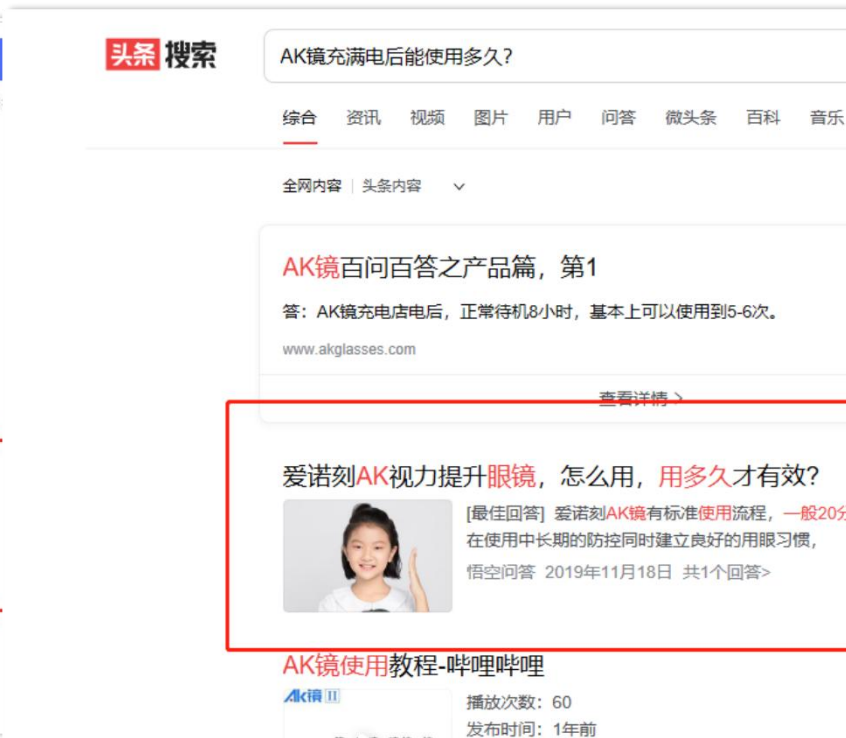 头条 搜索
AK镜充满电后能使用多久?
综合 资讯 视频 图片 用户 问答 微头条 百科 音乐
全网内容 头条内容
AK镜百问百答之产品篇，第1
答：AK镜充电店电后，正常待机8小时，基本上可以使用到5-6次。
www.akglasses.com
查看详情 >
爱诺刻AK视力提升眼镜，怎么用，用多久才有效?
[最佳回答] 爱诺刻AK镜有标准使用流程，一般20分
在使用中长期的防控同时建立良好的用眼习惯，
悟空问答 2019年11月18日 共1个回答>
AK镜使用教程-哔哩哔哩
AK镜 II
播放次数：60
发布时间：1年前